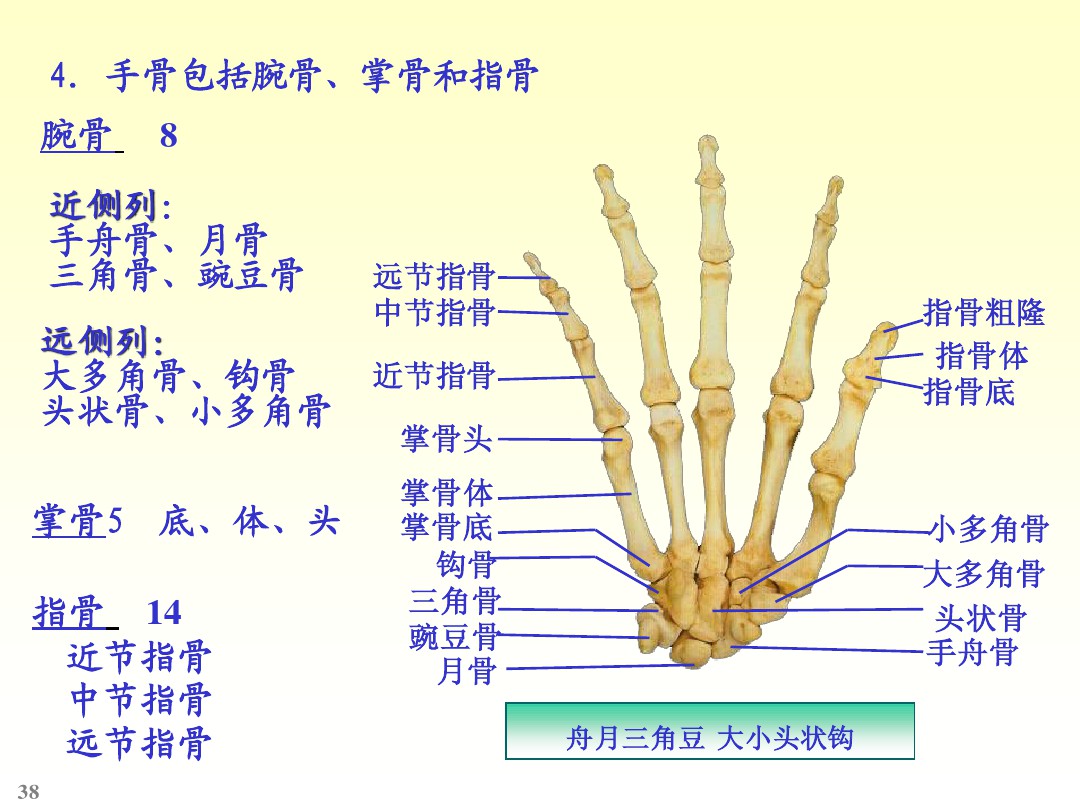 4. 手骨包括腕骨、掌骨和指骨
腕骨 8
近侧列:
手舟骨、月骨
三角骨、豌豆骨
远侧列:
大多角骨、钩骨
头状骨、小多角骨
掌骨5 底、体、头
指骨 14
近节指骨
中节指骨
远节指骨
远节指骨
中节指骨
近节指骨
掌骨头
掌骨体
掌骨底
钩骨
三角骨
豌豆骨
月骨
指骨粗隆
指骨体
指骨底
小多角骨
大多角骨
头状骨
手舟骨
舟月三角豆 大小头状钩
38